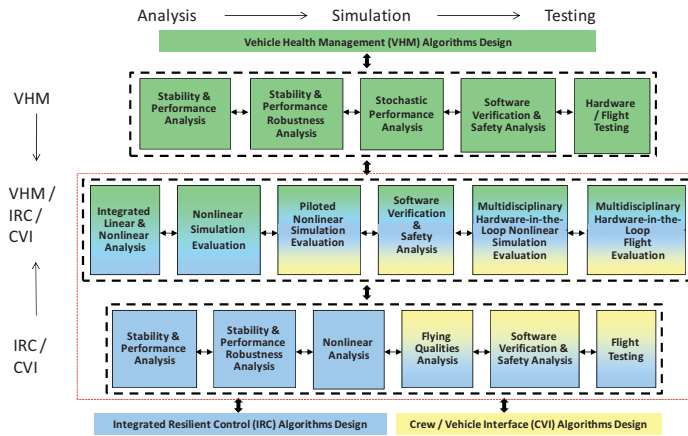 Analysis Simulation Testing
Vehicle Health Management (VHM) Algorithms Design
VHM
Stability &
Performance
Analysis
Stability &
Performance
Robustness
Analysis
Stochastic
Performance
Analysis
Software
Verification &
Safety Analysis
Hardware
/ Flight
Testing
VHM /
IRC /
CVI
Integrated
Linear &
Nonlinear
Analysis
Nonlinear
Simulation
Evaluation
Piloted
Nonlinear
Simulation
Evaluation
Software
Verification
&
Safety
Analysis
Multidisciplinary
Hardware-in-the-
Loop Nonlinear
Simulation
Evaluation
Multidisciplinary
Hardware-in-the-
Loop
Flight
Evaluation
IRC /
CVI
Stability &
Performance
Analysis
Stability &
Performance
Robustness
Analysis
Nonlinear
Analysis
Flying
Qualities
Analysis
Software
Verification &
Safety Analysis
Flight
Testing
Integrated Resilient Control (IRC) Algorithms Design
Crew / Vehicle Interface (CVI) Algorithms Design